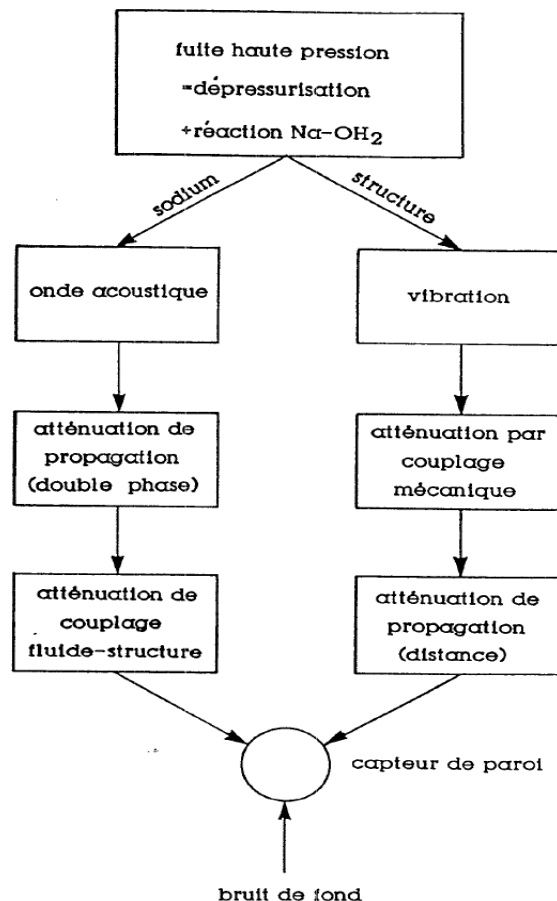 fuite haute pression
=dépressurisation
+réaction Na-OH₂
sodium
structure
onde acoustique
vibration
atténuation de
propagation
(double phase)
atténuation par
couplage
mécanique
atténuation de
couplage
fluide-structure
atténuation de
propagation
(distance)
capteur de paroi
bruit de fond